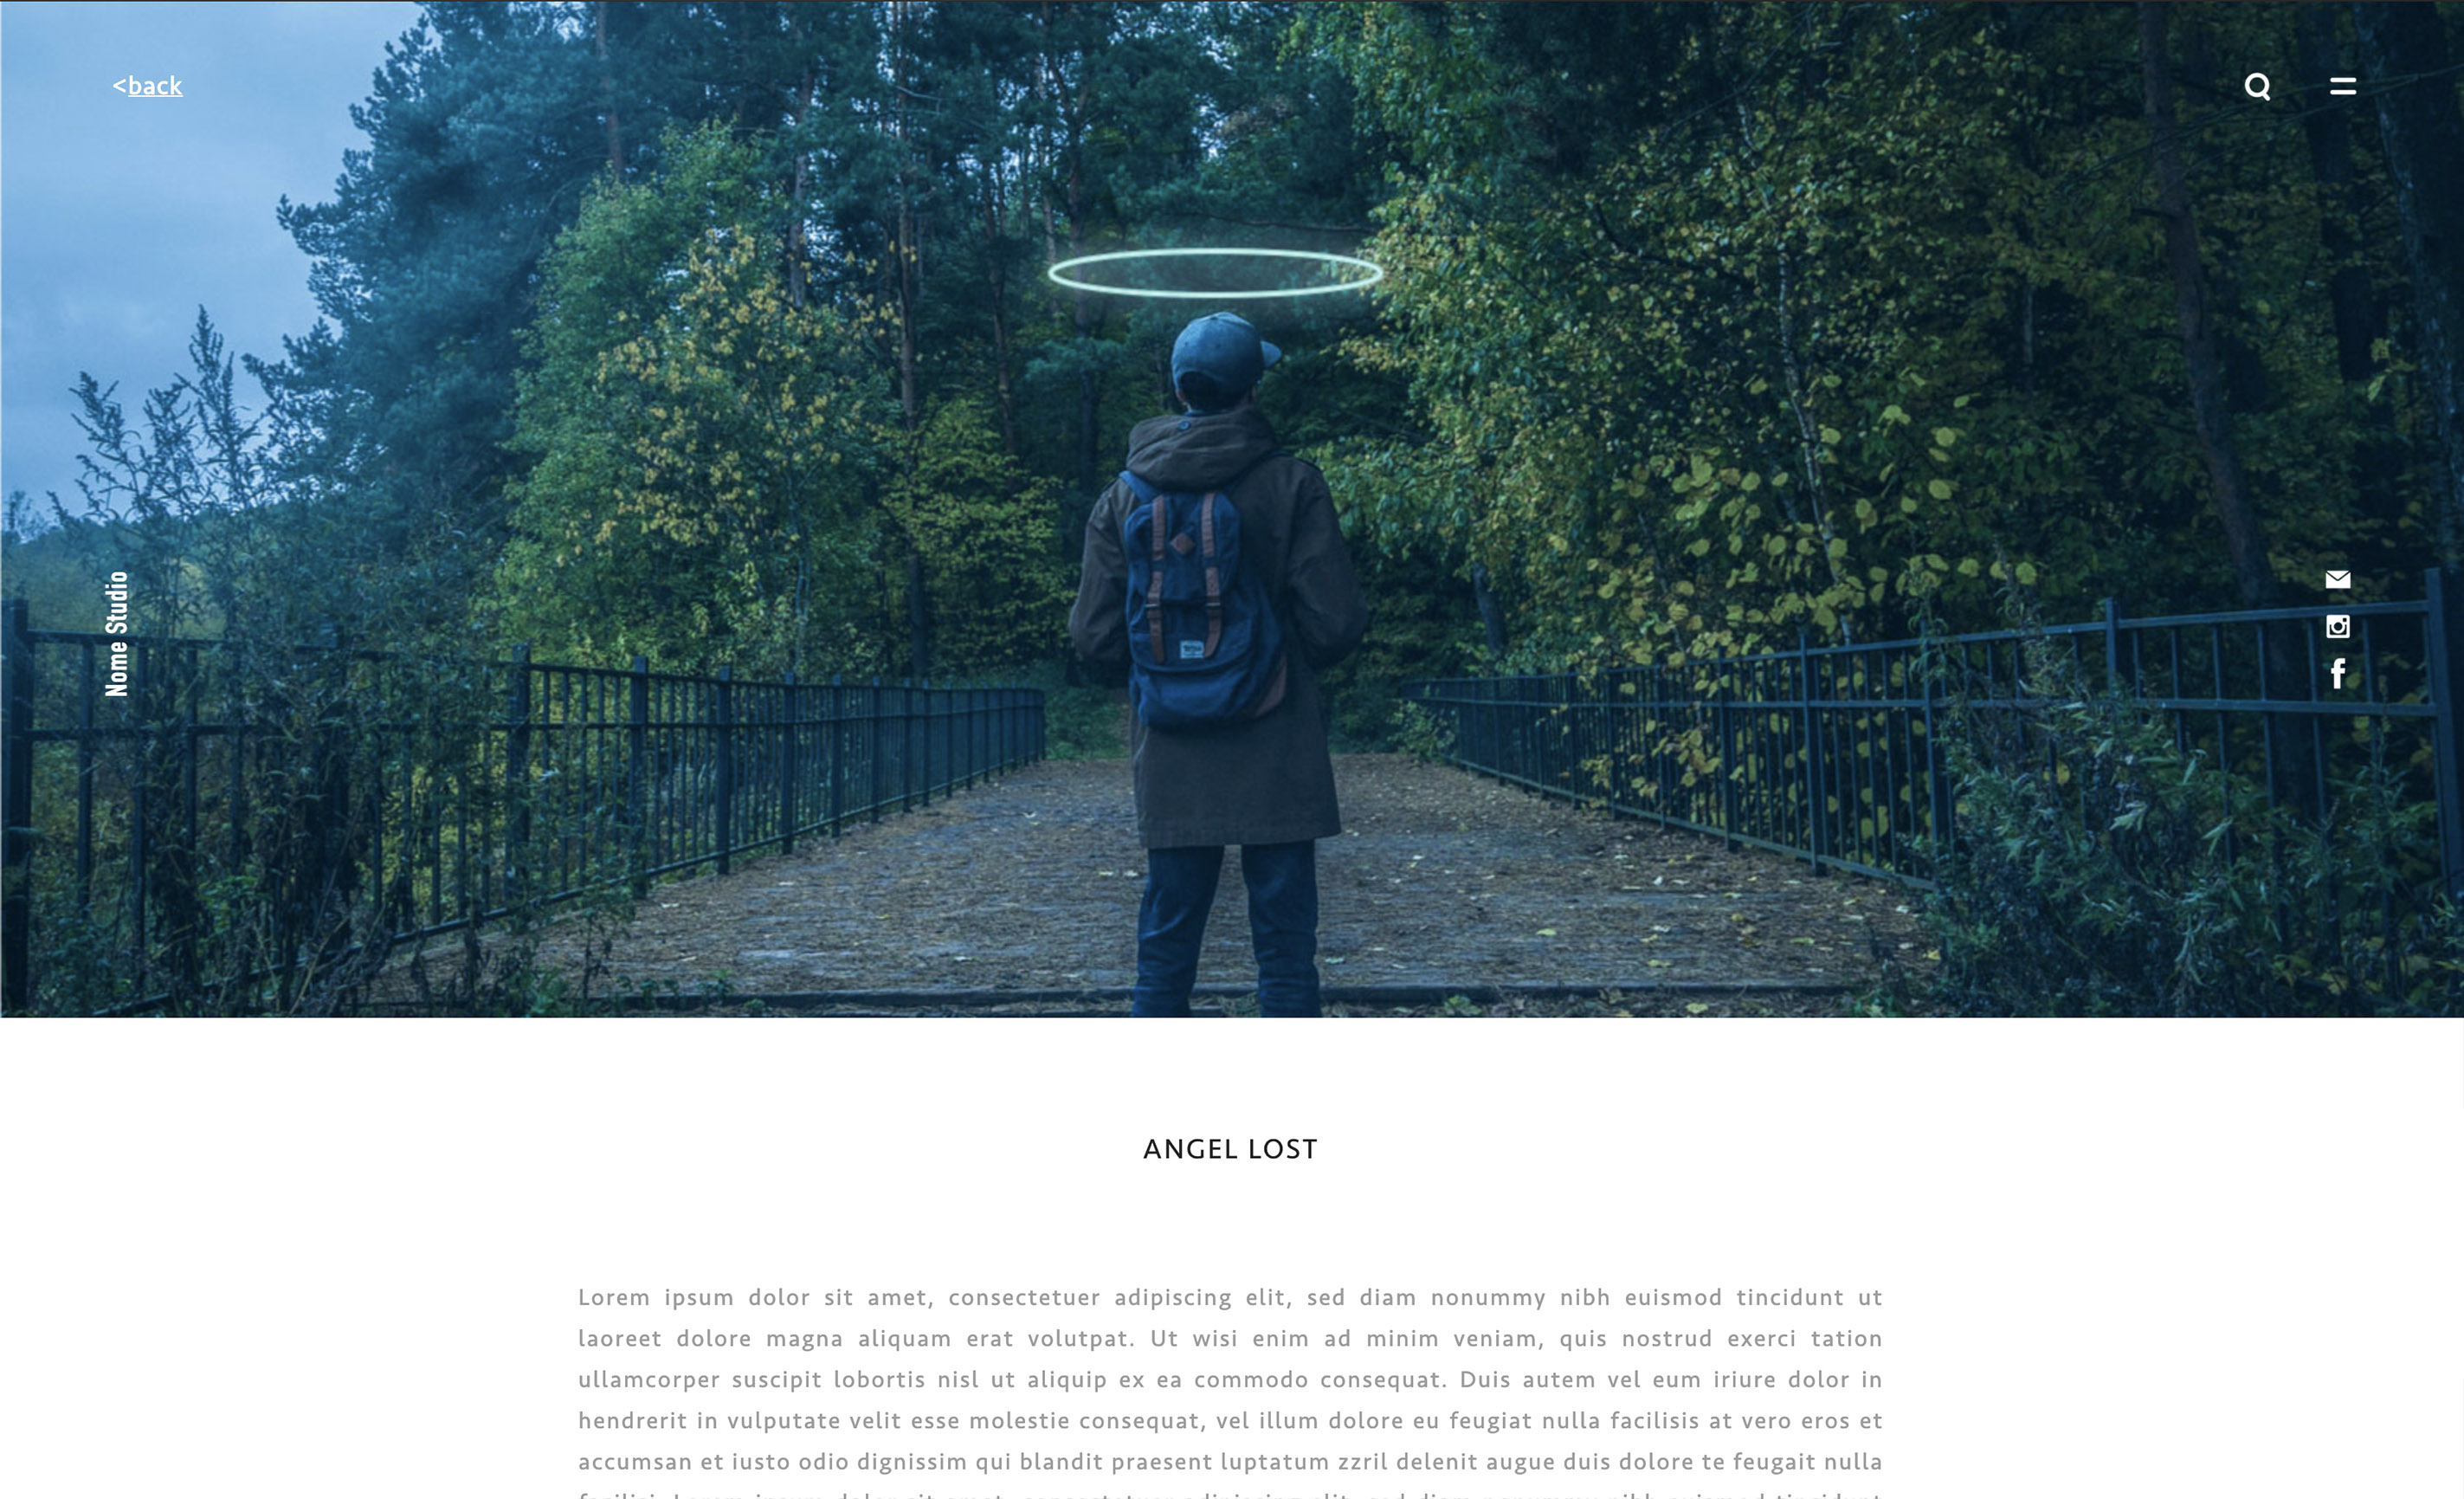 <back
Nome Studio
ANGEL LOST
Lorem ipsum dolor sit amet, consectetuer adipiscing elit, sed diam nonummy nibh euismod tincidunt ut
laoreet dolore magna aliquam erat volutpat. Ut wisi enim ad minim veniam, quis nostrud exerci tation
ullamcorper suscipit lobortis nisl ut aliquip ex ea commodo consequat. Duis autem vel eum iriure dolor in
hendrerit in vulputate velit esse molestie consequat, vel illum dolore eu feugiat nulla facilisis at vero eros et
accumsan et iusto odio dignissim qui blandit praesent luptatum zzril delenit augue duis dolore te feugait nulla